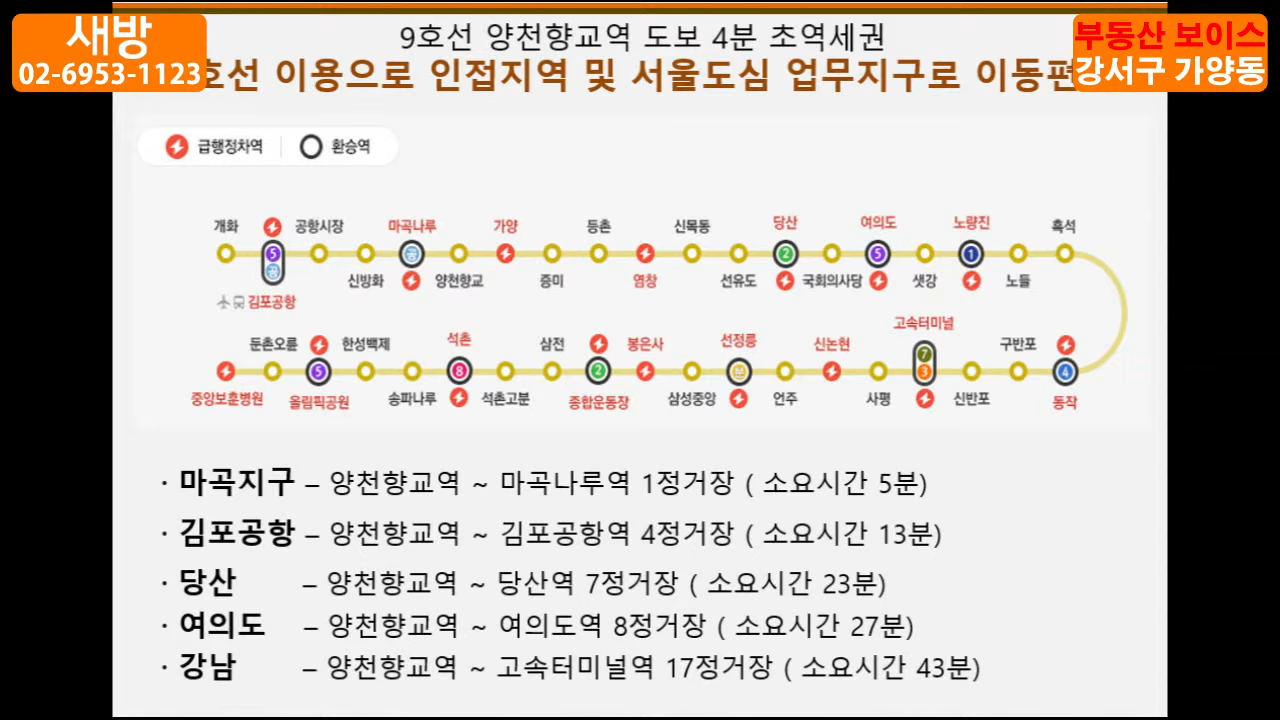 새방
02-6953-1123
부동산 보이스
강서구 가양동
9호선 양천향교역 도보 4분 초역세권
호선 이용으로 인접지역 및 서울도심 업무지구로 이동편
급행정차역
환승역
개화
공항시장
마곡나루
가양
등촌
신목동
당산
여의도
노량진
흑석
5
공
공
2
5
1
신방화
양천향교
증미
염창
선유도
국회의사당
샛강
노들
김포공항
고속터미널
둔촌오륜
한성백제
석촌
삼전
봉은사
선정릉
신논현
구반포
5
8
2
분
7
3
4
중앙보훈병원
올림픽공원
송파나루
석촌고분
종합운동장
삼성중앙
언주
사평
신반포
동작
· 마곡지구 – 양천향교역 ~ 마곡나루역 1정거장 ( 소요시간 5분)
· 김포공항 – 양천향교역 ~ 김포공항역 4정거장 ( 소요시간 13분)
· 당산 – 양천향교역 ~ 당산역 7정거장 ( 소요시간 23분)
· 여의도 – 양천향교역 ~ 여의도역 8정거장 ( 소요시간 27분)
· 강남 – 양천향교역 ~ 고속터미널역 17정거장 ( 소요시간 43분)